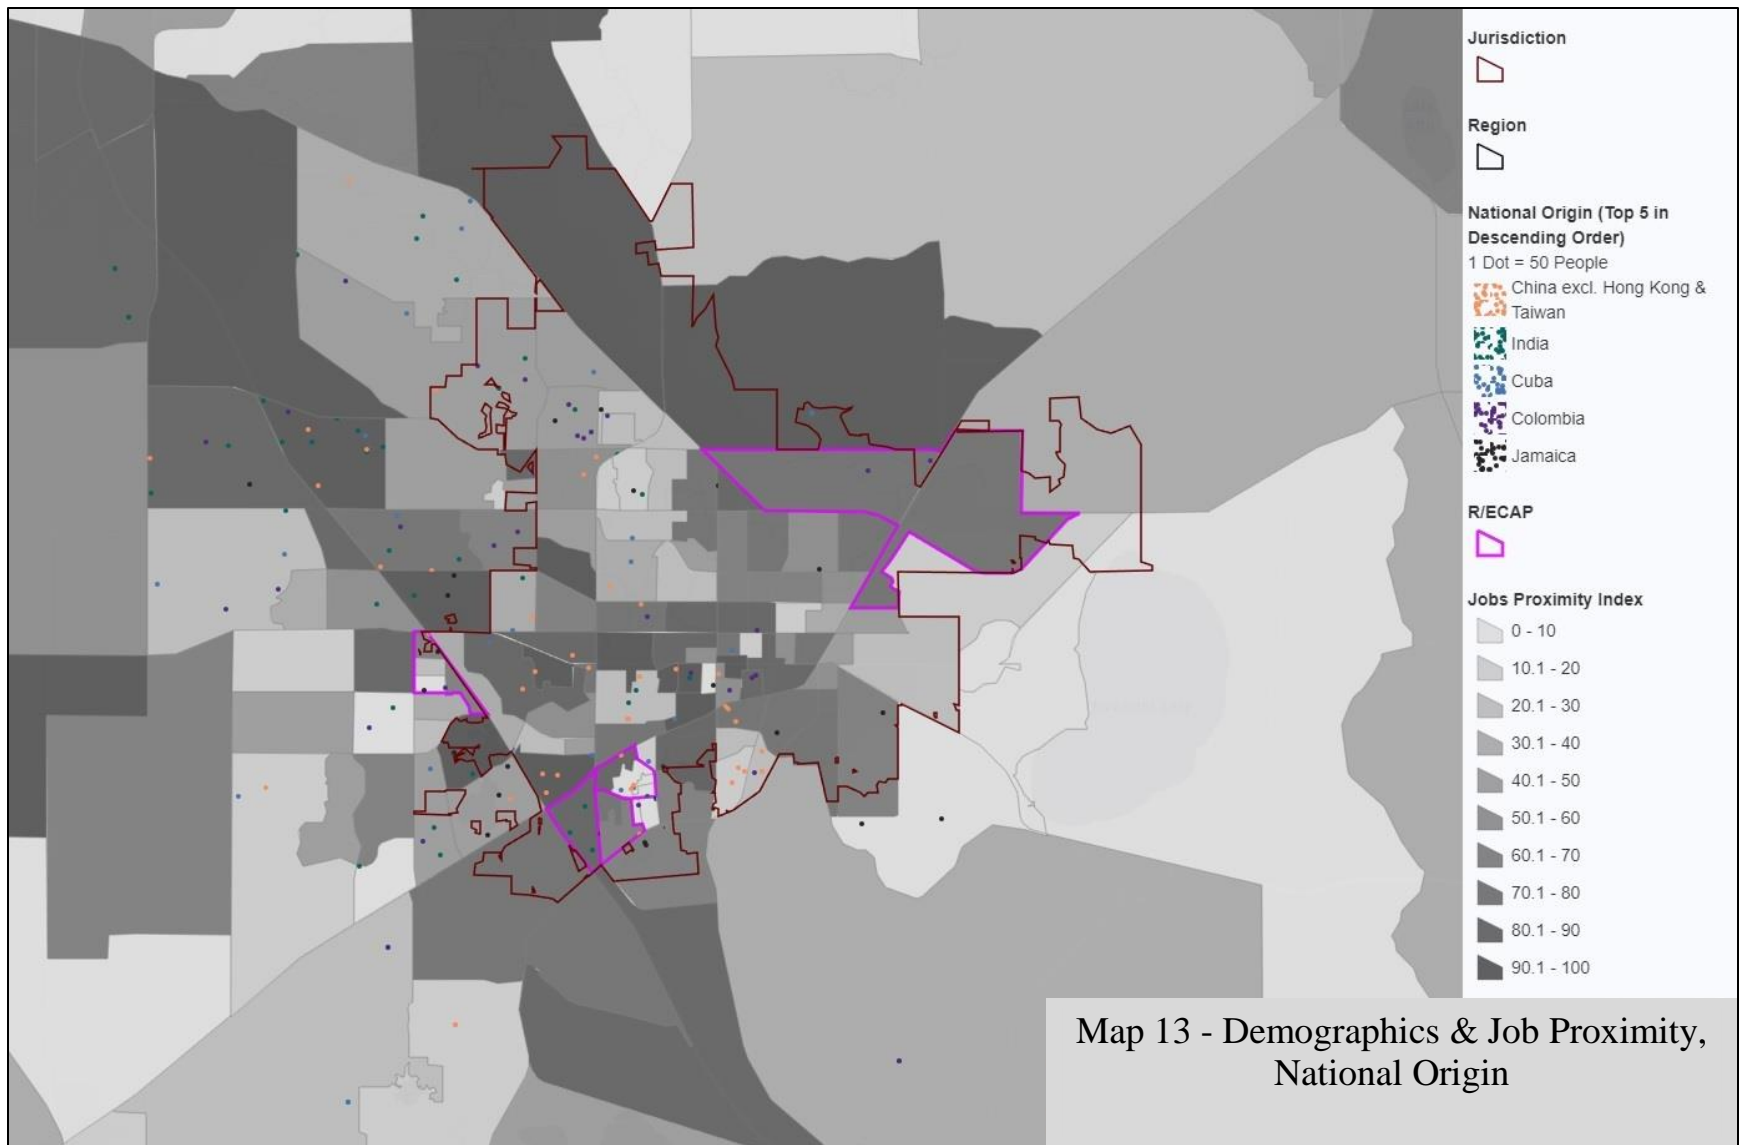 Jurisdiction
Region
National Origin (Top 5 in
Descending Order)
1 Dot = 50 People
China excl. Hong Kong &
Taiwan
India
Cuba
Colombia
Jamaica
R/ECAP
Jobs Proximity Index
0 - 10
10.1 - 20
20.1 - 30
30.1 - 40
40.1 - 50
50.1 - 60
60.1 - 70
70.1 - 80
80.1 - 90
90.1 - 100
Map 13 - Demographics & Job Proximity,
National Origin